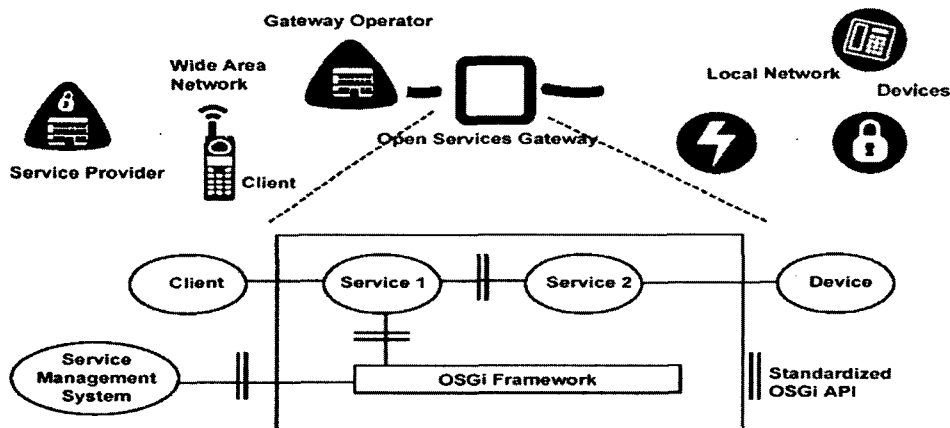 Gateway Operator
Wide Area
Network
Local Network
Devices
Open Services Gateway
Service Provider
Client
Client
Service 1
Service 2
Device
Service
Management
System
OSGi Framework
Standardized
OSGi API